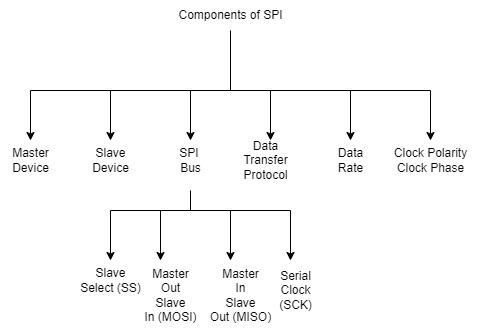 Components of SPI
Master
Device
Slave
Device
SPI
Bus
Data
Transfer
Protocol
Data
Rate
Clock Polarity
Clock Phase
Slave
Select (SS)
Master
Out
Slave
In (MOSI)
Master
In
Slave
Out (MISO)
Serial
Clock
(SCK)